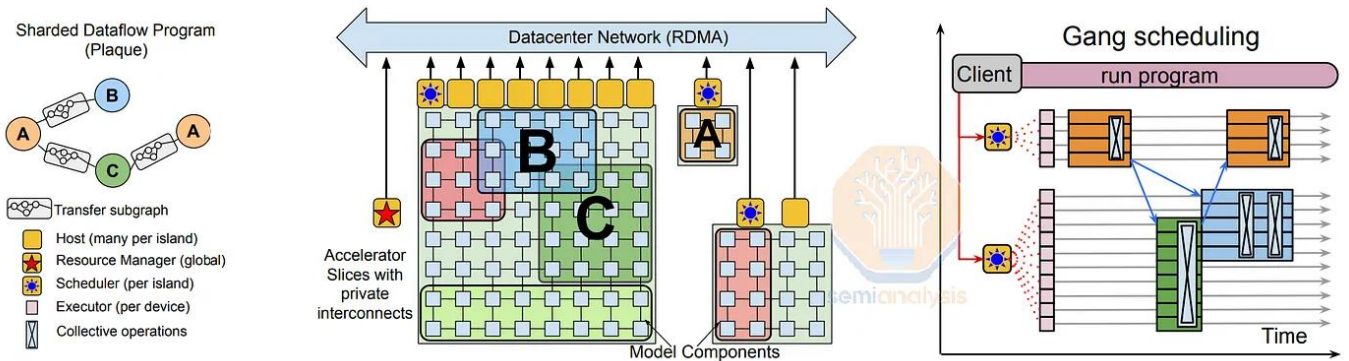 Sharded Dataflow Program
(Plaque)
B
A
A
C
Transfer subgraph
Host (many per island)
Resource Manager (global)
Scheduler (per island)
Executor (per device)
Collective operations
Datacenter Network (RDMA)
B
A
C
Accelerator
Slices with
private
interconnects
Model Components
semianalysis
Gang scheduling
Client
run program
Time